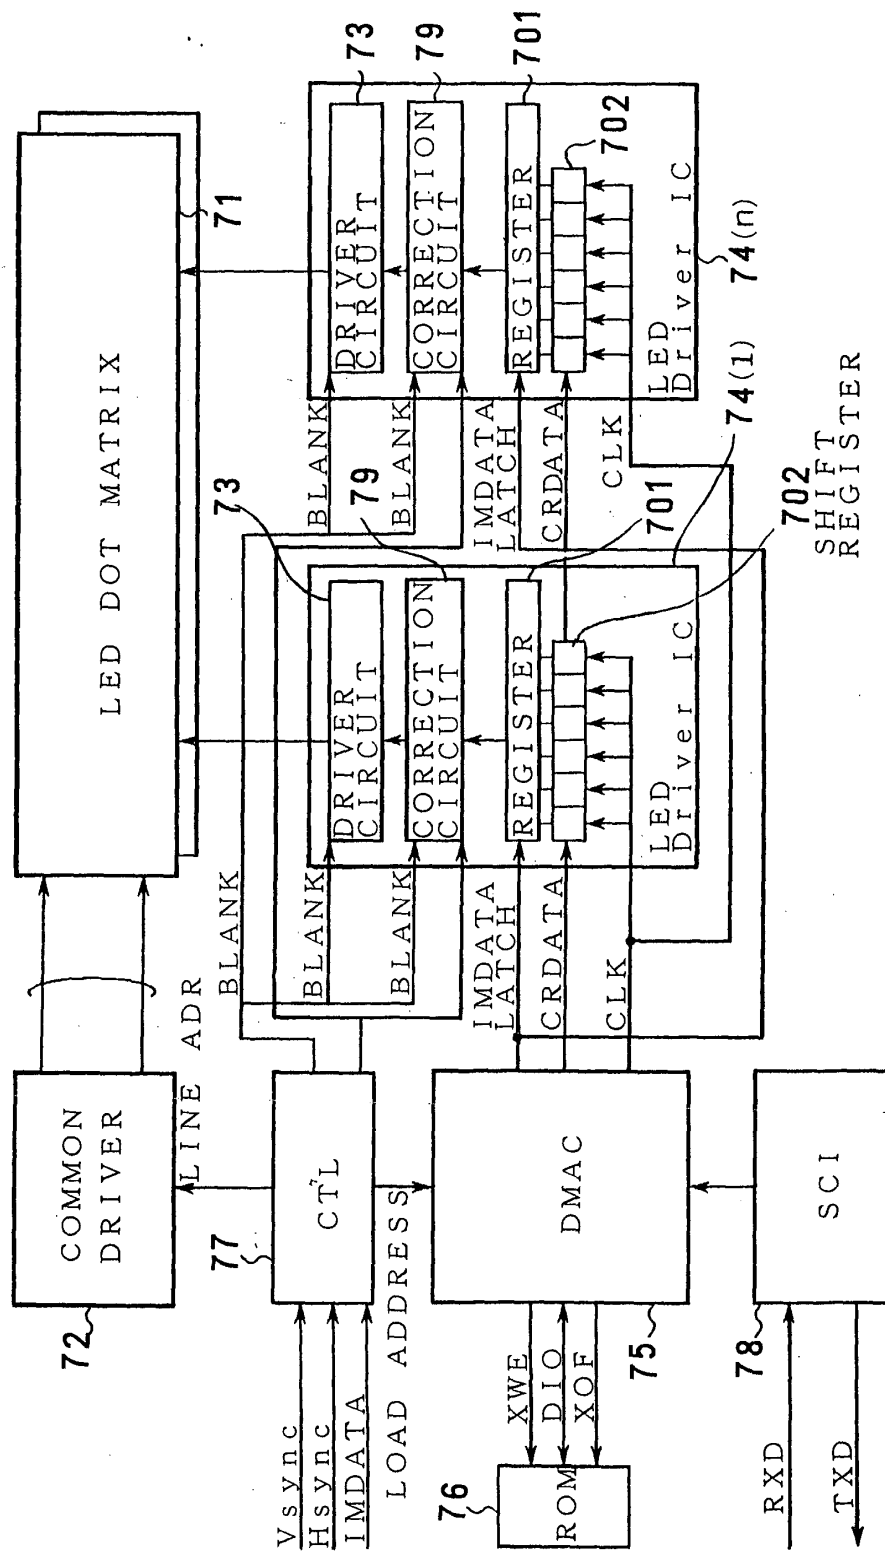 COMMON
DRIVER
72
LED DOT MATRIX
71
LINE ADR
BLANK
Vsync
Hsync
IMDATA
77
CTL
LOAD ADDRESS
BLANK
BLANK
73
DRIVER
CIRCUIT
79
CORRECTION
CIRCUIT
BLANK
BLANK
73
DRIVER
CIRCUIT
79
CORRECTION
CIRCUIT
76
ROM
XWE
DIO
XOF
75
DMAC
IMDATA
LATCH
CRDATA
CLK
REGISTER
701
LED
Driver IC
74(1)
702
SHIFT
REGISTER
IMDATA
LATCH
CRDATA
CLK
REGISTER
701
702
LED
Driver IC
74(n)
78
SCI
RXD
TXD